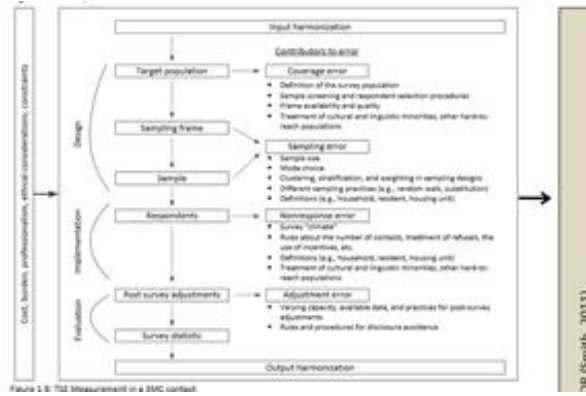 Input harmonization
Contributors to error
Target population
Coverage error
• Definition of the survey population
• Sample screening and respondent selection procedures
• Frame availability and quality
• Treatment of cultural and linguistic minorities, other hard-to-
reach populations
Sampling frame
Sampling error
• Sample size
• Mode choice
• Clustering, stratification, and weighting in sampling designs
• Different sampling practices (e.g., random walk, substitution)
• Definitions (e.g., household, resident, housing unit)
Sample
Respondents
Nonresponse error
• Survey "climate"
• Rules about the number of contacts, treatment of refusals, the
use of incentives, etc.
• Definitions (e.g., household, resident, housing unit)
• Treatment of cultural and linguistic minorities, other hard-to-
reach populations
Post survey adjustments
Adjustment error
• Varying capacity, available data, and practices for post-survey
adjustments
• Rules and procedures for disclosure avoidance
Survey statistic
Output harmonization
Cost, burden, professionalism, ethical considerations, constraints
Design
Implementation
Evaluation
TSE Measurement in a 3MC context
(Smith, 2011)